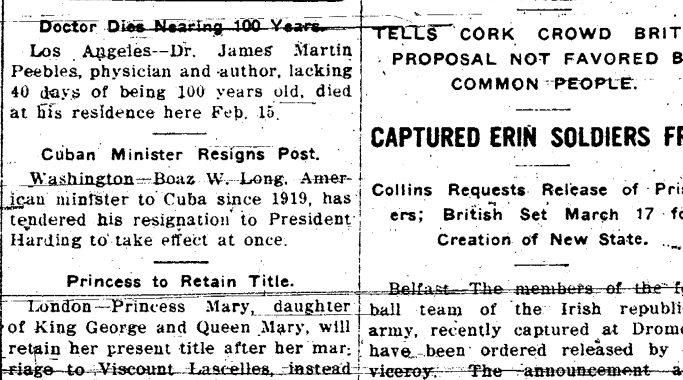 Doctor Dies Nearing 100 Years.
Los Angeles—Dr. James Martin
Peebles, physician and author, lacking
40 days of being 100 years old, died
at his residence here Feb. 15.
Cuban Minister Resigns Post.
Washington—Boaz W. Long, Amer-
ican minister to Cuba since 1919, has
tendered his resignation to President
Harding to take effect at once.
Princess to Retain Title.
London—Princess Mary, daughter
of King George and Queen Mary, will
retain her present title after her mar-
riage to Viscount Lascelles, instead
TELLS CORK CROWD BRIT
PROPOSAL NOT FAVORED B
COMMON PEOPLE.
CAPTURED ERIN SOLDIERS FR
Collins Requests Release of Pris
ers; British Set March 17 fo
Creation of New State.
Belfast—The members of the f
ball team of the Irish republi
army, recently captured at Drom
have been ordered released by
viceroy. The announcement a